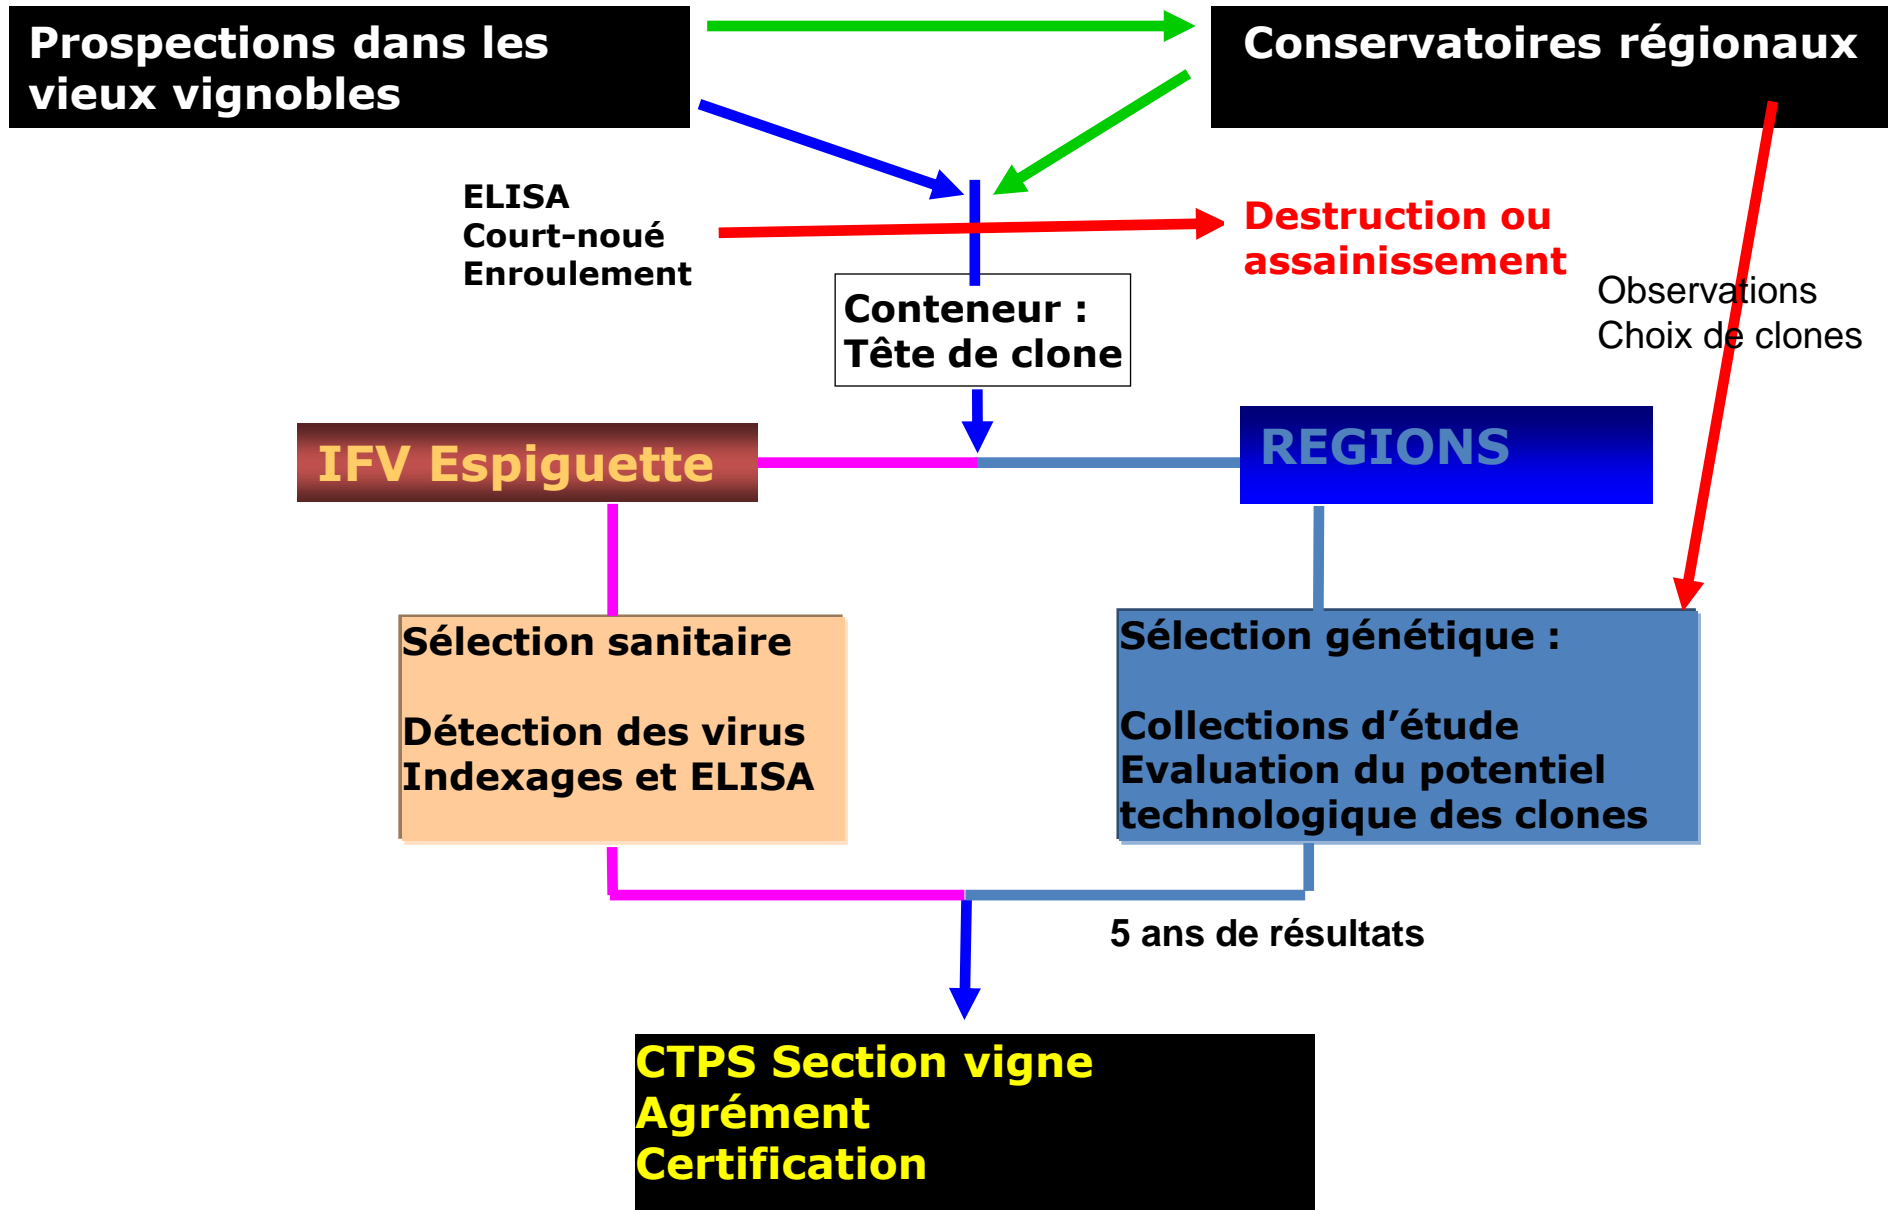 Prospections dans les
vieux vignobles
Conservatoires régionaux
ELISA
Court-noué
Enroulement
Destruction ou
assainissement
Observations
Choix de clones
Conteneur :
Tête de clone
IFV Espiguette
REGIONS
Sélection sanitaire
Détection des virus
Indexages et ELISA
Sélection génétique :
Collections d’étude
Evaluation du potentiel
technologique des clones
5 ans de résultats
CTPS Section vigne
Agrément
Certification